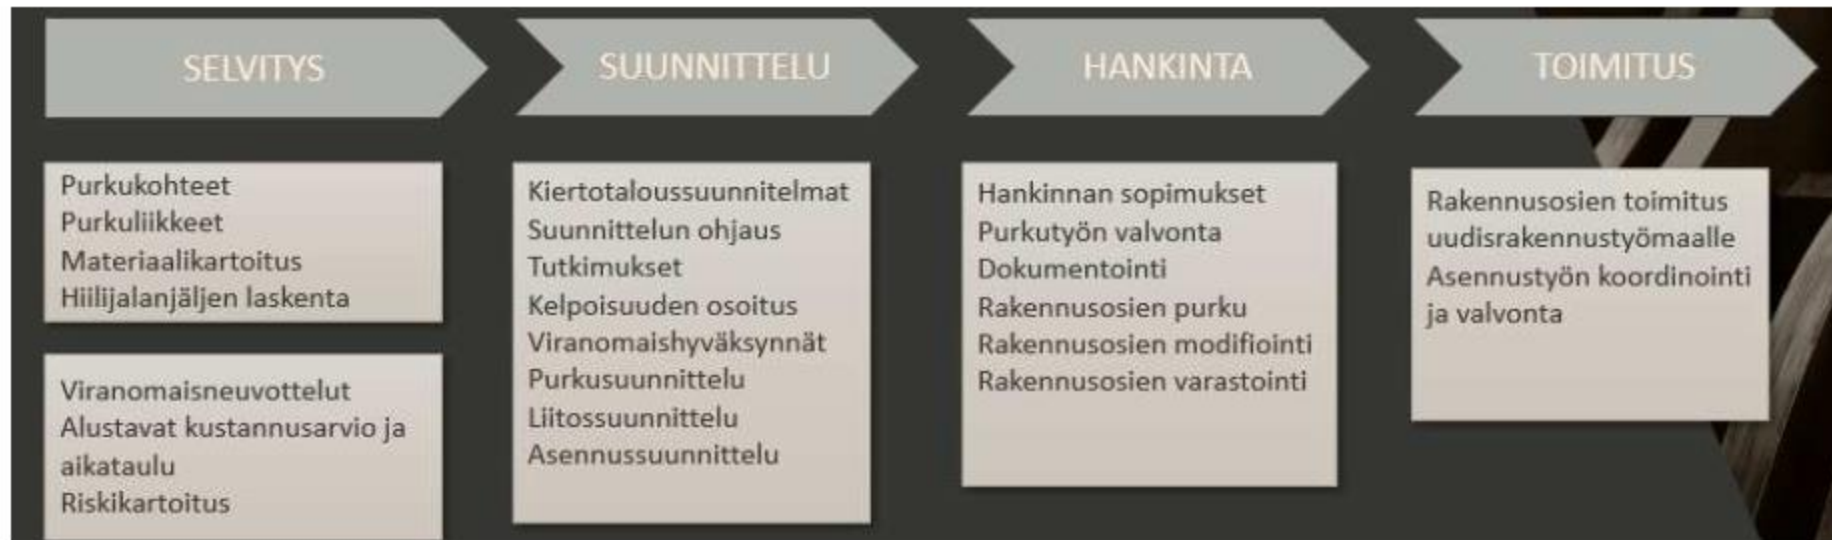 SELVITYS
SUUNNITTELU
HANKINTA
TOIMITUS
Purkukohteet
Purkuliikkeet
Materiaalikartoitus
Hiilijalanjäljen laskenta
Viranomaisneuvottelut
Alustavat kustannusarvio ja
aikataulu
Riskikartoitus
Kiertotaloussuunnitelmat
Suunnittelun ohjaus
Tutkimukset
Kelpoisuuden osoitus
Viranomaishyväksynnät
Purkusuunnittelu
Liitossuunnittelu
Asennussuunnittelu
Hankinnan sopimukset
Purkutyön valvonta
Dokumentointi
Rakennusosien purku
Rakennusosien modifiointi
Rakennusosien varastointi
Rakennusosien toimitus
uudisrakennustyömaalle
Asennustyön koordinointi
ja valvonta